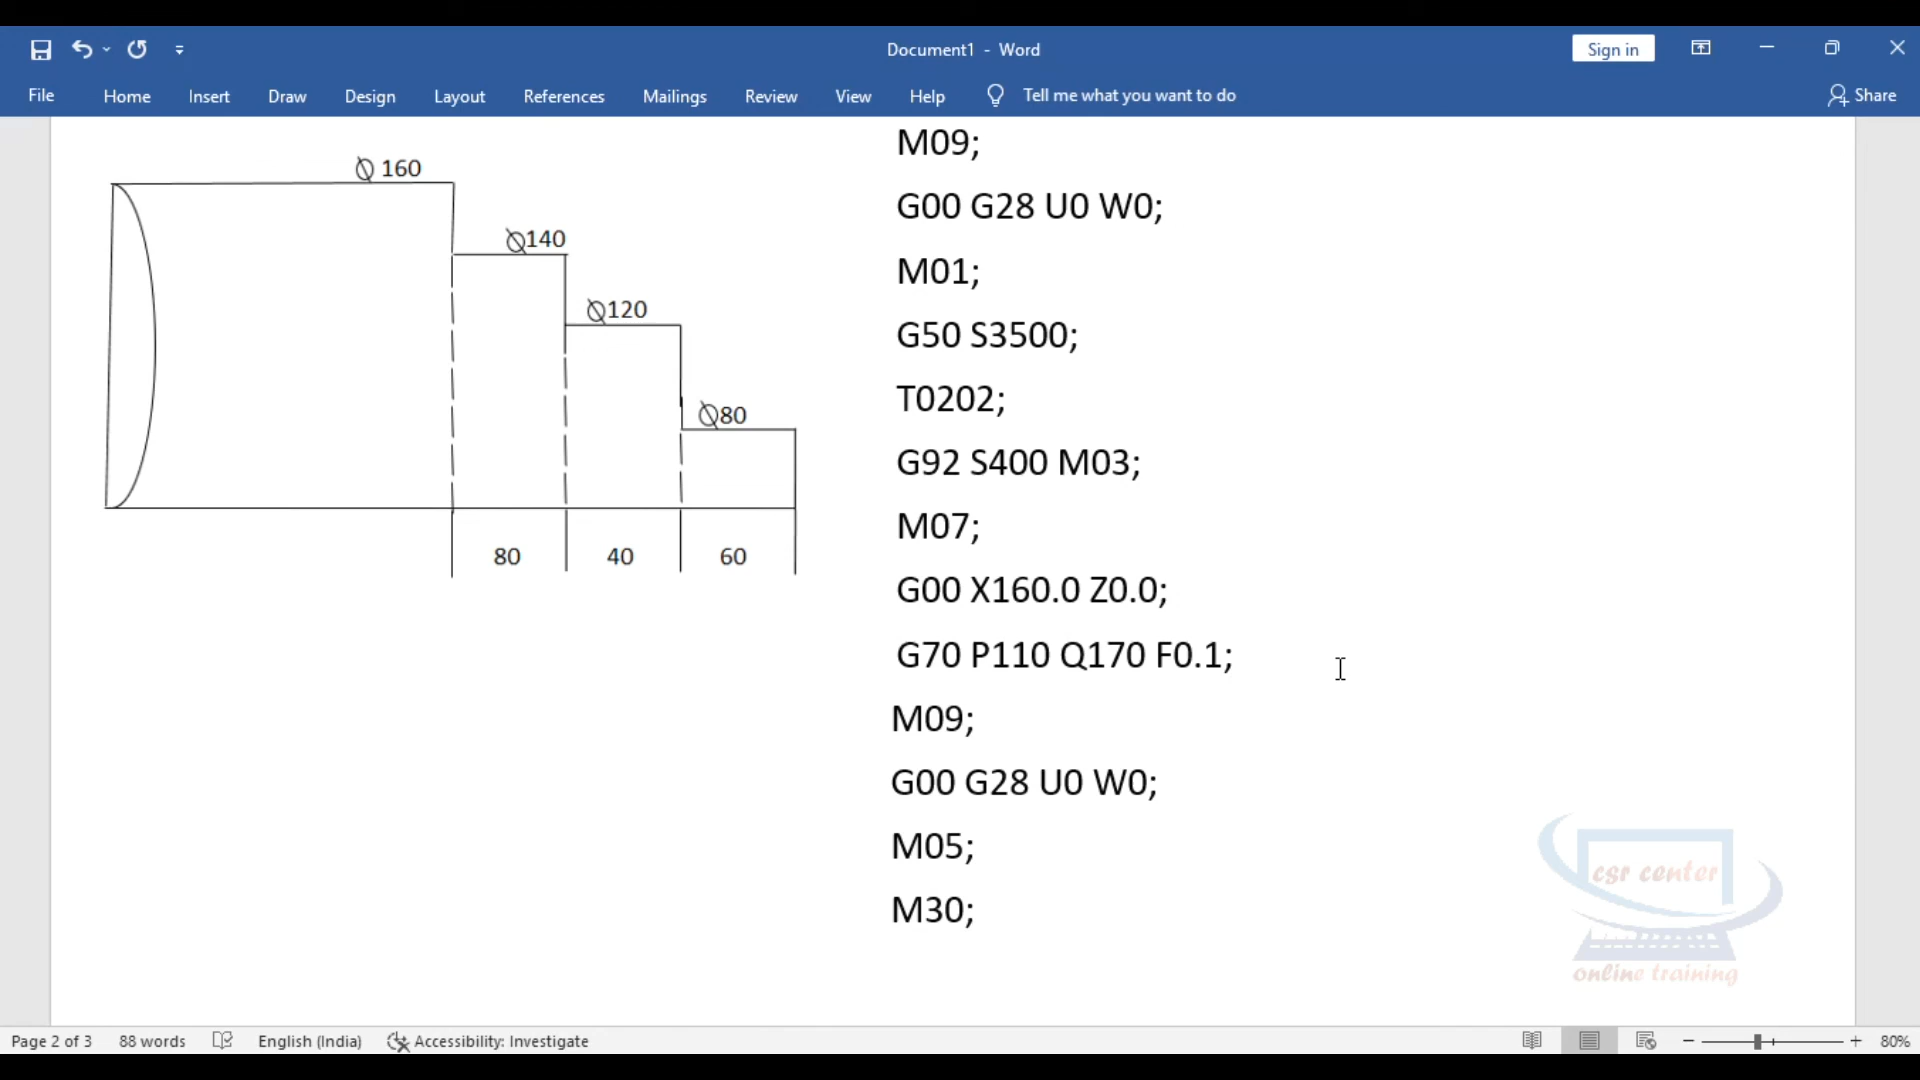 Document1 - Word
Sign in
File Home Insert Draw Design Layout References Mailings Review View Help Tell me what you want to do Share
Ø 160
Ø140
Ø120
Ø80
80 40 60
M09;
G00 G28 U0 W0;
M01;
G50 S3500;
T0202;
G92 S400 M03;
M07;
G00 X160.0 Z0.0;
G70 P110 Q170 F0.1;
M09;
G00 G28 U0 W0;
M05;
M30;
csr center
online training
Page 2 of 3 88 words English (India) Accessibility: Investigate 80%